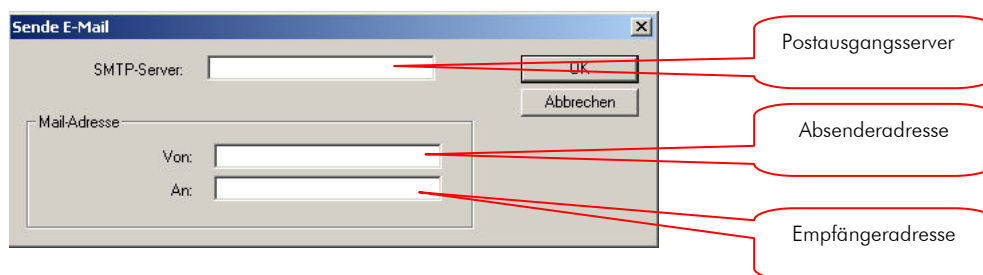 Sende E-Mail
SMTP-Server:
OK
Abbrechen
Mail-Adresse
Von:
An:
Postausgangsserver
Absenderadresse
Empfängeradresse